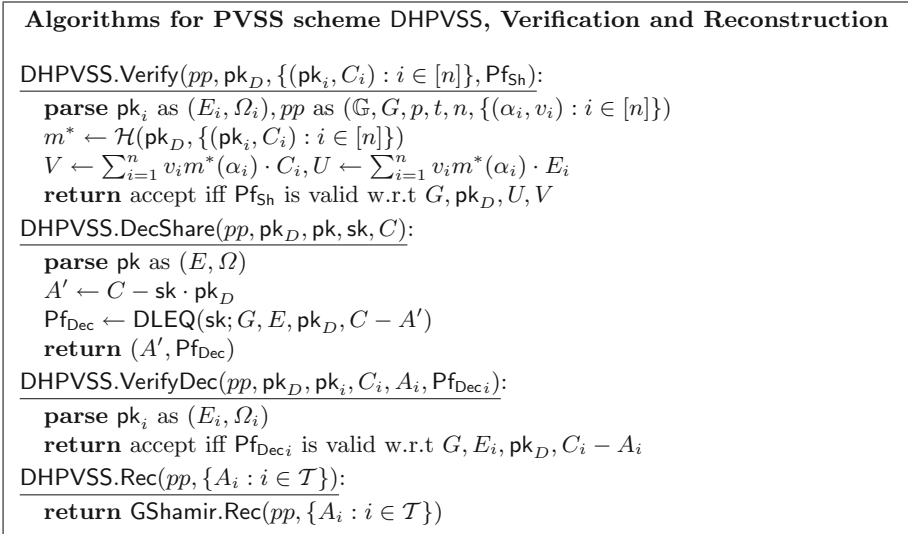 Algorithms for PVSS scheme DHPVSS, Verification and Reconstruction
DHPVSS.Verify(pp, pk_D, {(pk_i, C_i) : i ∈ [n]}, Pf_Sh):
parse pk_i as (E_i, Ω_i), pp as (𝔾, G, p, t, n, {(α_i, v_i) : i ∈ [n]})
m* ← ℋ(pk_D, {(pk_i, C_i) : i ∈ [n]})
V ← ∑_{i=1}^n v_i m*(α_i) · C_i, U ← ∑_{i=1}^n v_i m*(α_i) · E_i
return accept iff Pf_Sh is valid w.r.t G, pk_D, U, V
DHPVSS.DecShare(pp, pk_D, pk, sk, C):
parse pk as (E, Ω)
A′ ← C − sk · pk_D
Pf_Dec ← DLEQ(sk; G, E, pk_D, C − A′)
return (A′, Pf_Dec)
DHPVSS.VerifyDec(pp, pk_D, pk_i, C_i, A_i, Pf_Dec_i):
parse pk_i as (E_i, Ω_i)
return accept iff Pf_Dec_i is valid w.r.t G, E_i, pk_D, C_i − A_i
DHPVSS.Rec(pp, {A_i : i ∈ 𝒯}):
return GShamir.Rec(pp, {A_i : i ∈ 𝒯})